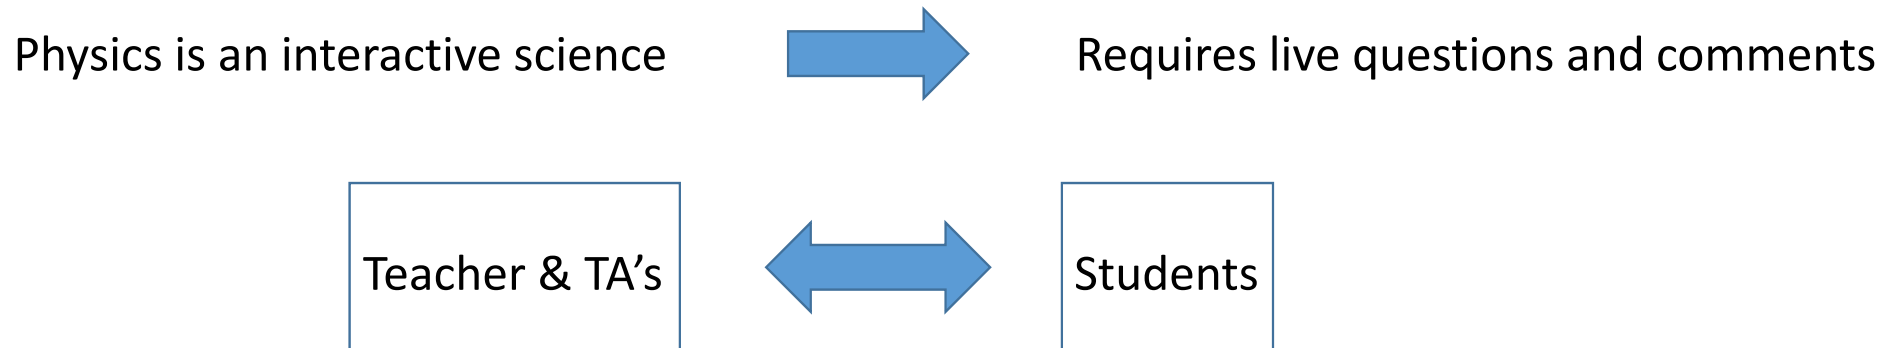 Physics is an interactive science
Requires live questions and comments
Teacher & TA’s
Students